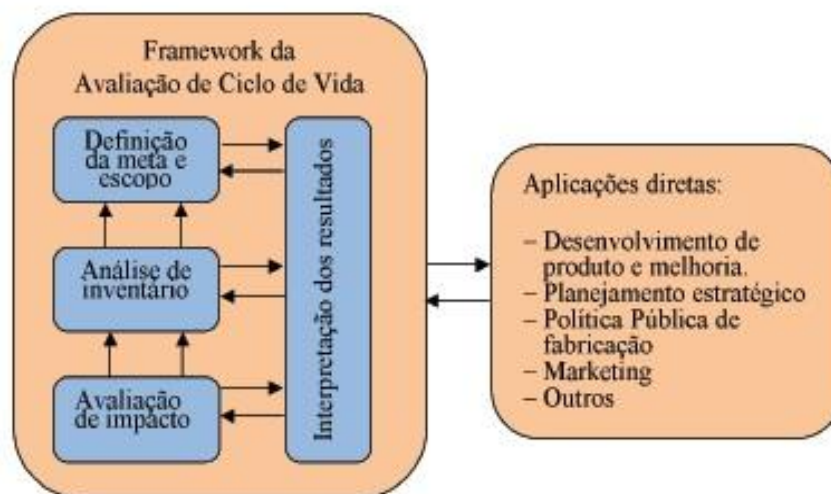 Framework da
Avaliação de Ciclo de Vida
Definição
da meta e
escopo
Análise de
inventário
Avaliação
de impacto
Interpretação dos resultados
Aplicações diretas:
– Desenvolvimento de
produto e melhoria.
– Planejamento estratégico
– Política Pública de
fabricação
– Marketing
– Outros